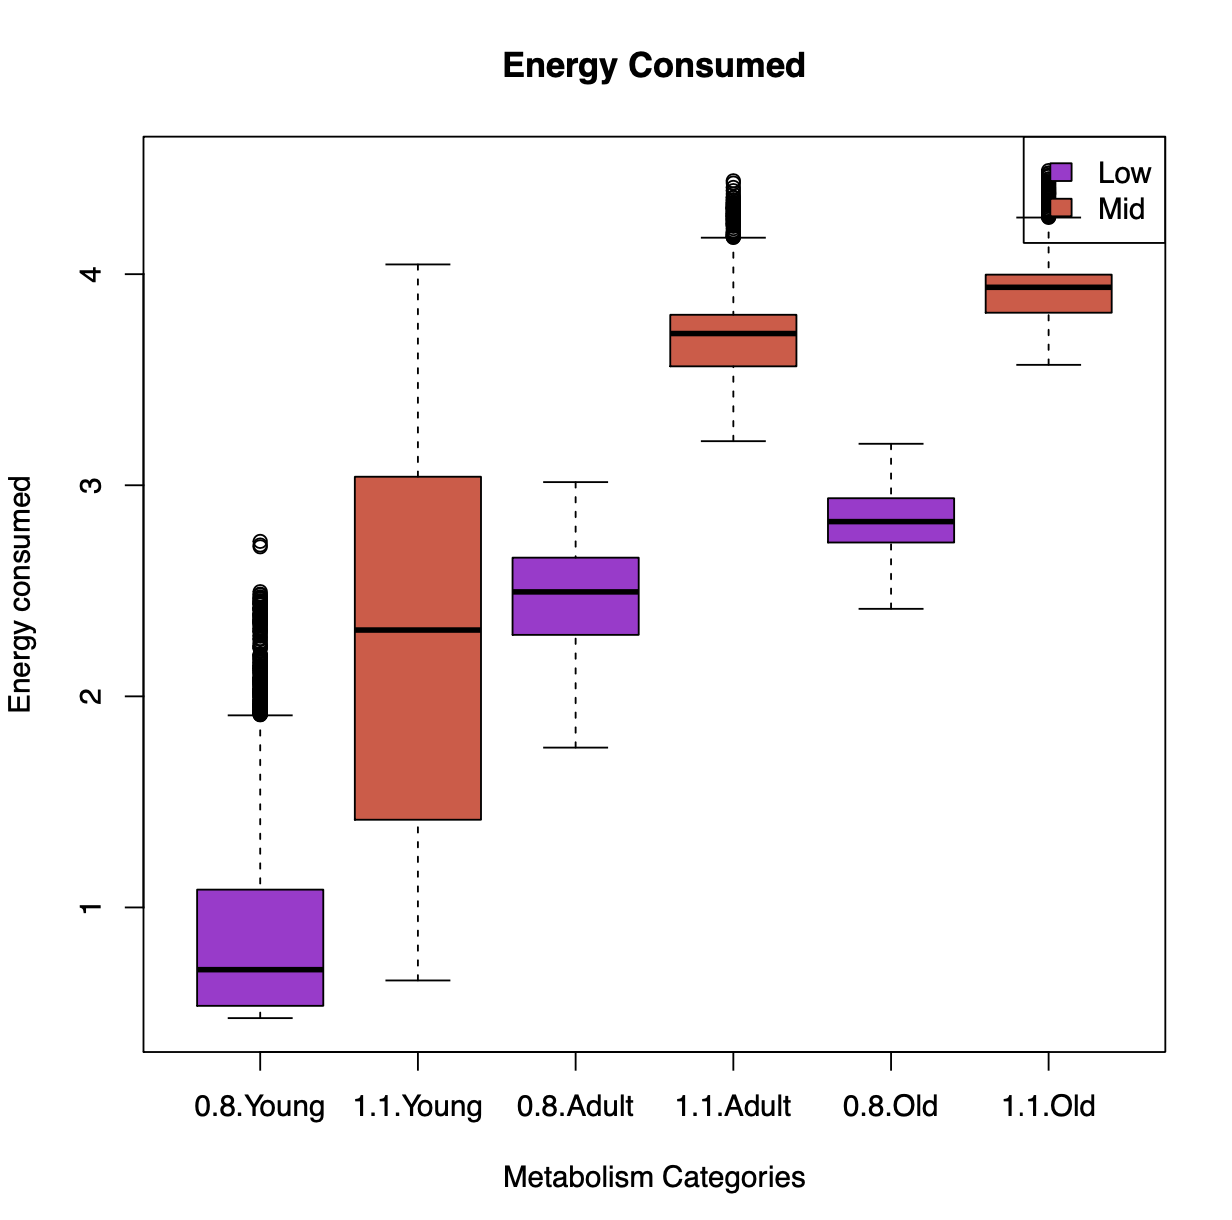 Energy Consumed
Low
Mid
Energy consumed
4
3
2
1
0.8.Young 1.1.Young 0.8.Adult 1.1.Adult 0.8.Old 1.1.Old
Metabolism Categories